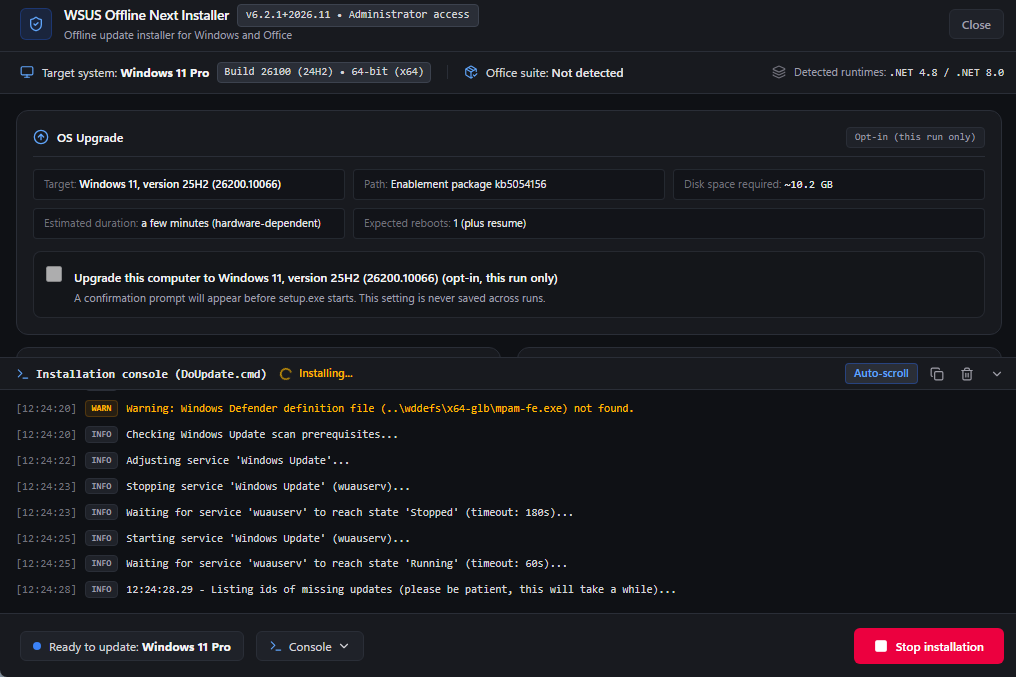 WSUS Offline Next Installer v6.2.1+2026.11 • Administrator access
Offline update installer for Windows and Office
Close
Target system: Windows 11 Pro Build 26100 (24H2) • 64-bit (x64) Office suite: Not detected Detected runtimes: .NET 4.8 / .NET 8.0
OS Upgrade Opt-in (this run only)
Target: Windows 11, version 25H2 (26200.10066) Path: Enablement package kb5054156 Disk space required: ~10.2 GB
Estimated duration: a few minutes (hardware-dependent) Expected reboots: 1 (plus resume)
Upgrade this computer to Windows 11, version 25H2 (26200.10066) (opt-in, this run only)
A confirmation prompt will appear before setup.exe starts. This setting is never saved across runs.
Installation console (DoUpdate.cmd) Installing... Auto-scroll
[12:24:20] WARN Warning: Windows Defender definition file (..\wddefs\x64-glb\mpam-fe.exe) not found.
[12:24:20] INFO Checking Windows Update scan prerequisites...
[12:24:22] INFO Adjusting service 'Windows Update'...
[12:24:23] INFO Stopping service 'Windows Update' (wuauserv)...
[12:24:23] INFO Waiting for service 'wuauserv' to reach state 'Stopped' (timeout: 180s)...
[12:24:25] INFO Starting service 'Windows Update' (wuauserv)...
[12:24:25] INFO Waiting for service 'wuauserv' to reach state 'Running' (timeout: 60s)...
[12:24:28] INFO 12:24:28.29 - Listing ids of missing updates (please be patient, this will take a while)...
Ready to update: Windows 11 Pro Console Stop installation